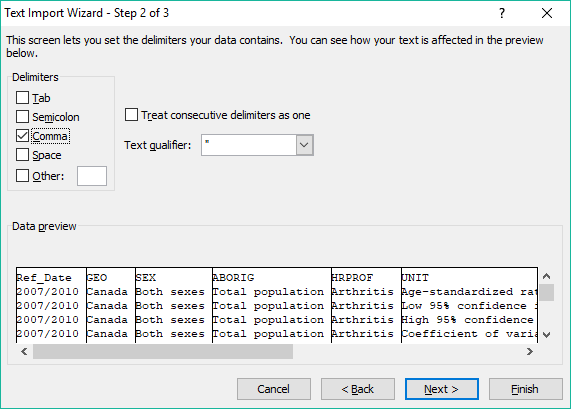 Text Import Wizard - Step 2 of 3
This screen lets you set the delimiters your data contains.  You can see how your text is affected in the preview
below.
Delimiters
Tab
Semicolon
Comma
Space
Other:
Treat consecutive delimiters as one
Text qualifier: "
Data preview
Ref_Date GEO SEX ABORIG HRPROF UNIT
2007/2010 Canada Both sexes Total population Arthritis Age-standardized rat
2007/2010 Canada Both sexes Total population Arthritis Low 95% confidence
2007/2010 Canada Both sexes Total population Arthritis High 95% confidence
2007/2010 Canada Both sexes Total population Arthritis Coefficient of varia
Cancel < Back Next > Finish